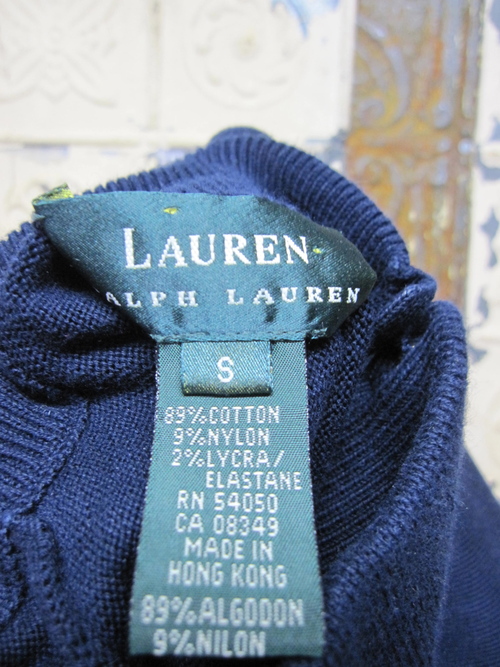 LAUREN
ALPH LAUREN
S
89%COTTON
9%NYLON
2%LYCRA/
ELASTANE
RN 54050
CA 08349
MADE IN
HONG KONG
89%ALGODON
9%NILON